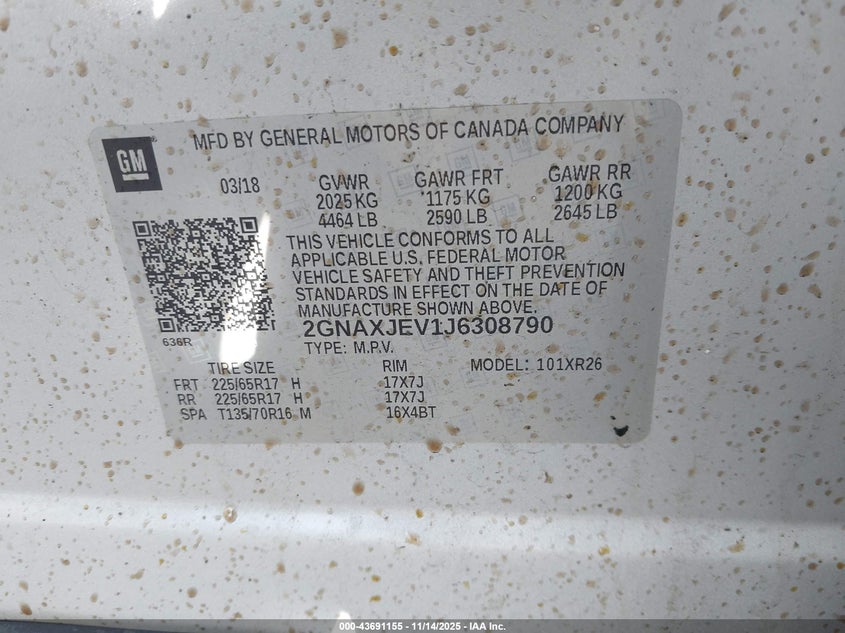 MFD BY GENERAL MOTORS OF CANADA COMPANY
GM
03/18 GVWR GAWR FRT GAWR RR
2025 KG 1175 KG 1200 KG
4464 LB 2590 LB 2645 LB
THIS VEHICLE CONFORMS TO ALL
APPLICABLE U.S. FEDERAL MOTOR
VEHICLE SAFETY AND THEFT PREVENTION
STANDARDS IN EFFECT ON THE DATE OF
MANUFACTURE SHOWN ABOVE.
2GNAXJEV1J6308790
636R
TYPE: M.P.V. MODEL: 101XR26
TIRE SIZE RIM
FRT 225/65R17 H 17X7J
RR 225/65R17 H 17X7J
SPA T135/70R16 M 16X4BT
000-43691155 - 11/14/2025 - IAA Inc.